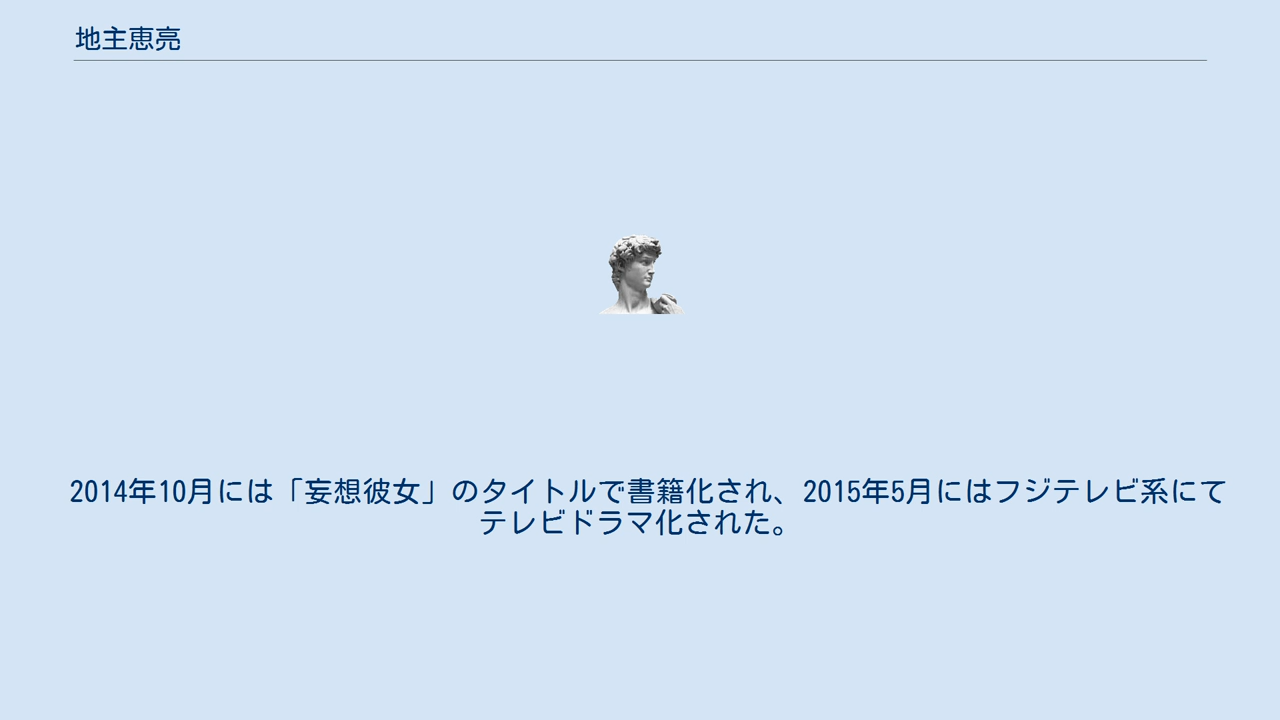 地主恵亮
2014年10月には「妄想彼女」のタイトルで書籍化され、2015年5月にはフジテレビ系にて
テレビドラマ化された。